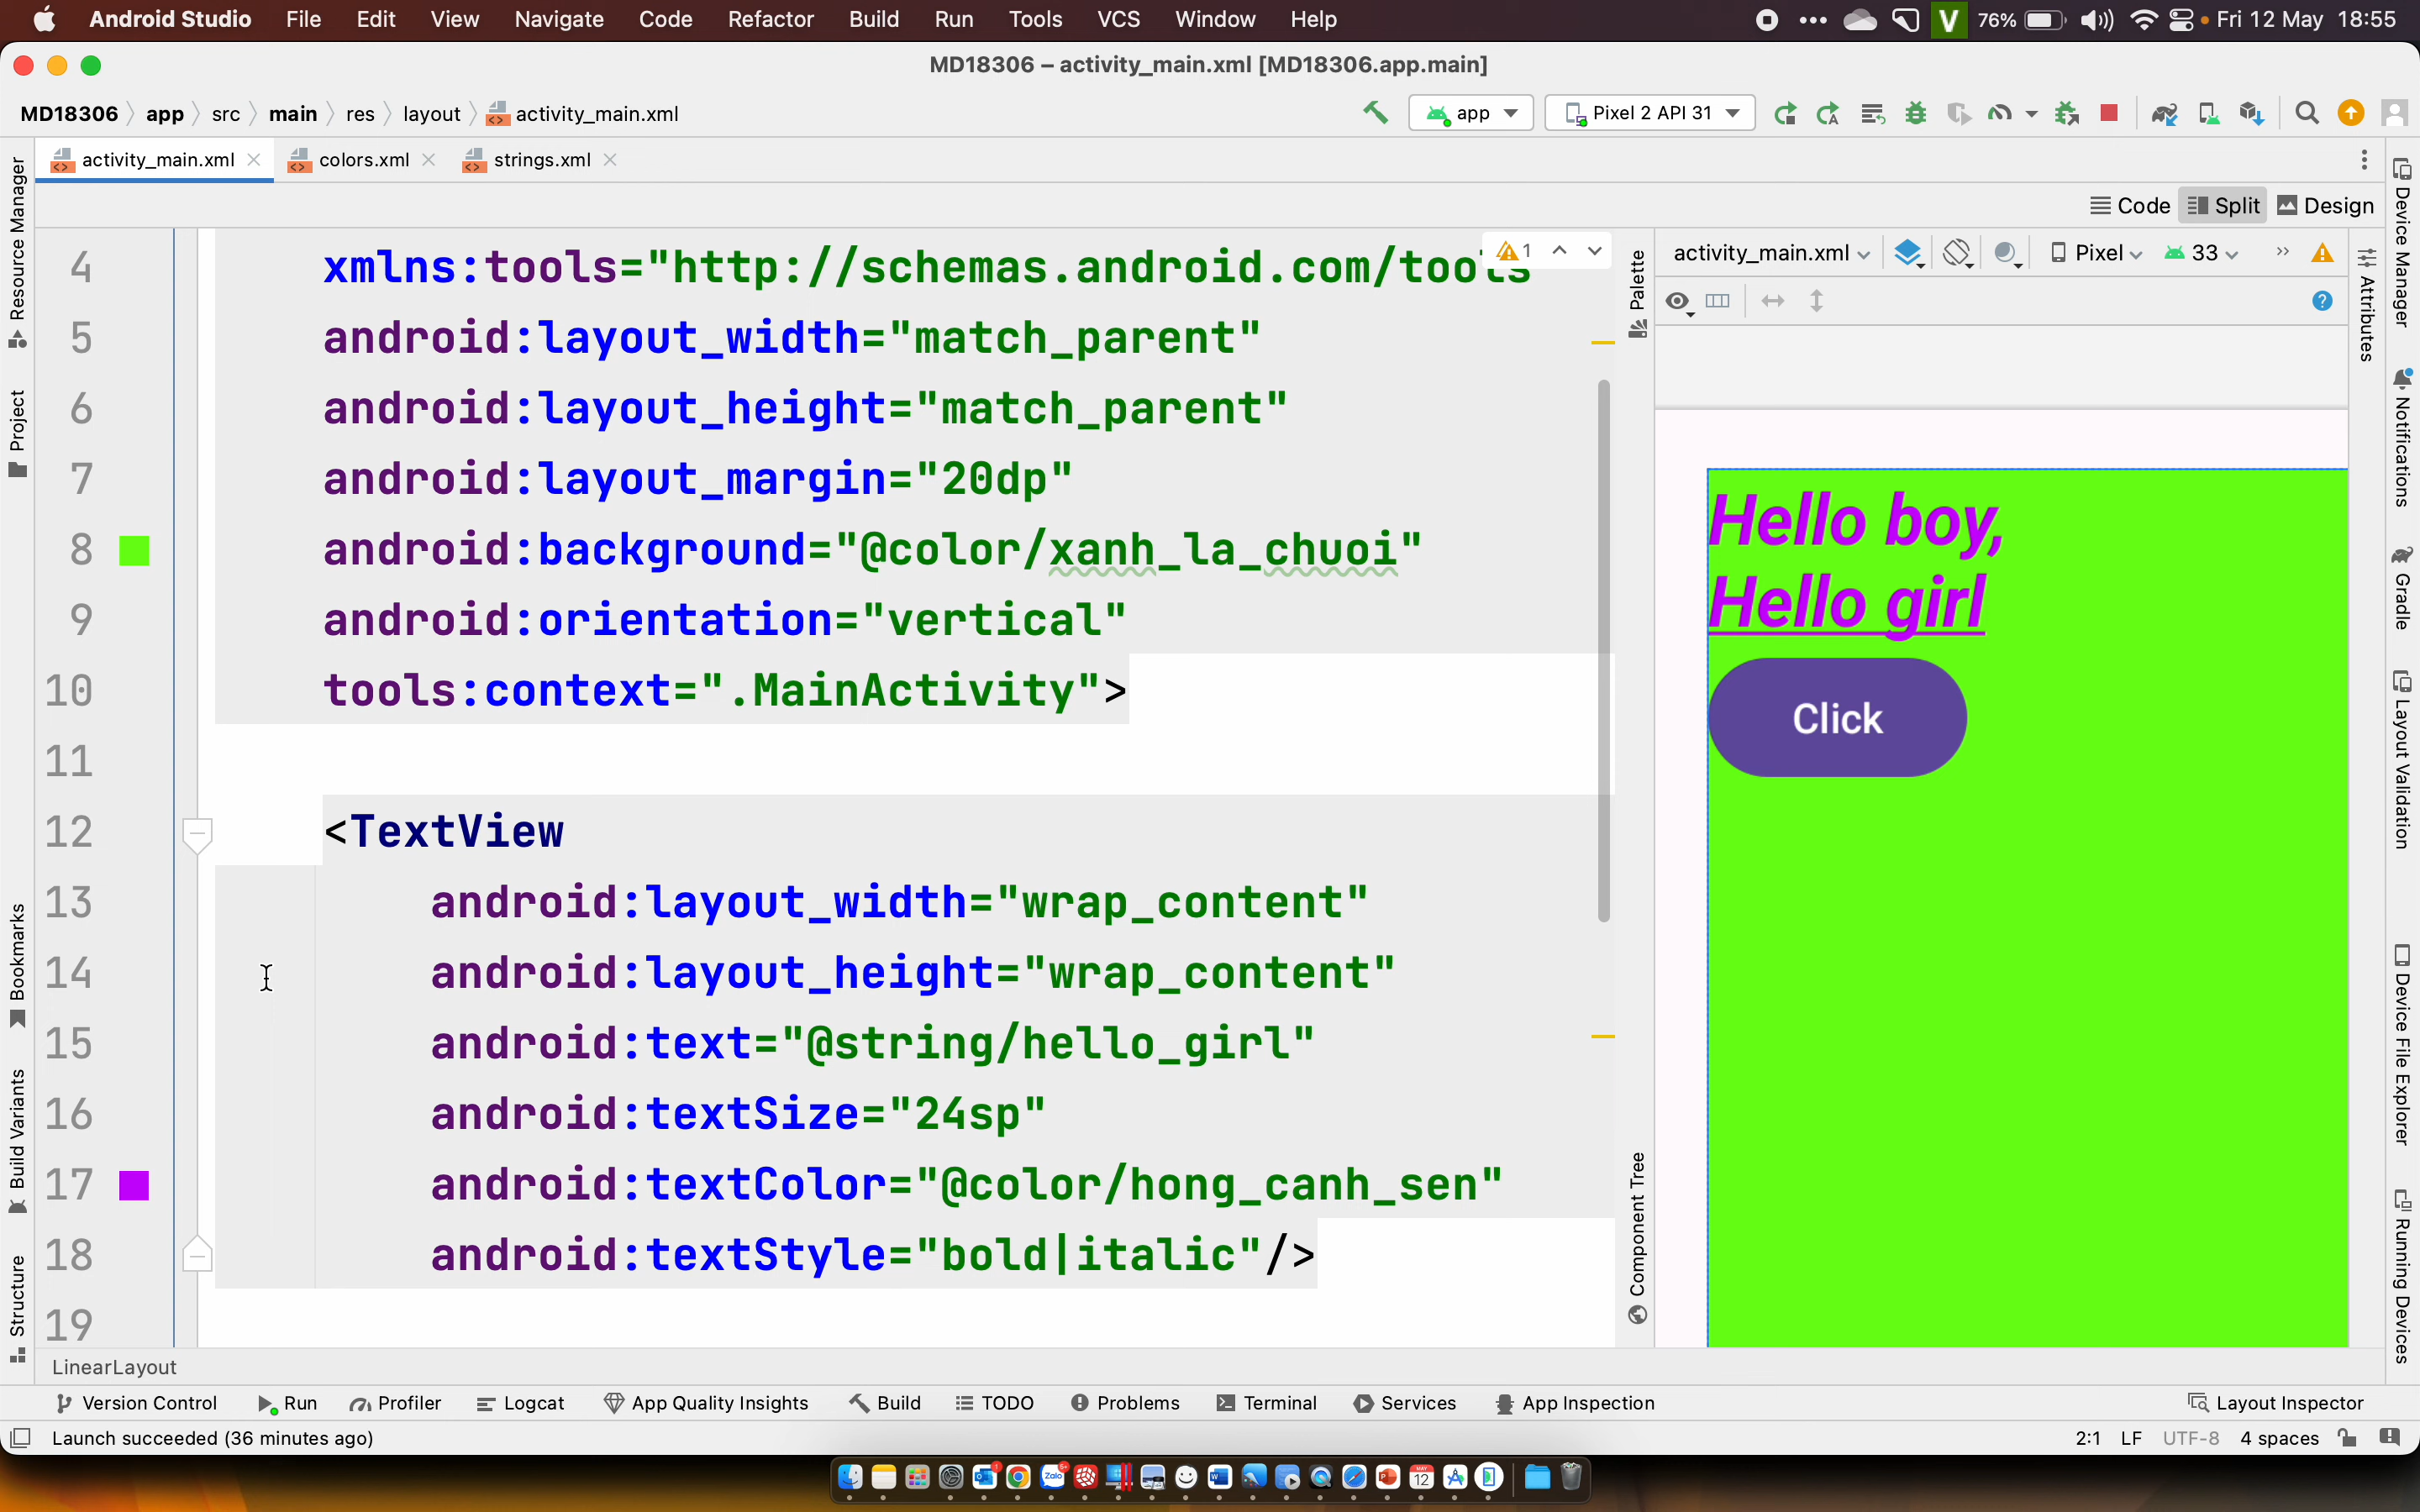 Android Studio File Edit View Navigate Code Refactor Build Run Tools VCS Window Help V 76% Fri 12 May 18:55
MD18306 – activity_main.xml [MD18306.app.main]
MD18306 app src main res layout activity_main.xml app Pixel 2 API 31
activity_main.xml colors.xml strings.xml
Code Split Design
Resource Manager
Project
Bookmarks
Build Variants
Structure
4 xmlns:tools="http://schemas.android.com/tools
5 android:layout_width="match_parent"
6 android:layout_height="match_parent"
7 android:layout_margin="20dp"
8 android:background="@color/xanh_la_chuoi"
9 android:orientation="vertical"
10 tools:context=".MainActivity">
11
12 <TextView
13 android:layout_width="wrap_content"
14 android:layout_height="wrap_content"
15 android:text="@string/hello_girl"
16 android:textSize="24sp"
17 android:textColor="@color/hong_canh_sen"
18 android:textStyle="bold|italic"/>
19
1
Palette
Component Tree
activity_main.xml Pixel 33
Hello boy,
Hello girl
Click
Attributes
Device Manager
Notifications
Gradle
Layout Validation
Device File Explorer
Running Devices
LinearLayout
Version Control Run Profiler Logcat App Quality Insights Build TODO Problems Terminal Services App Inspection Layout Inspector
Launch succeeded (36 minutes ago) 2:1 LF UTF-8 4 spaces
Zalo
12